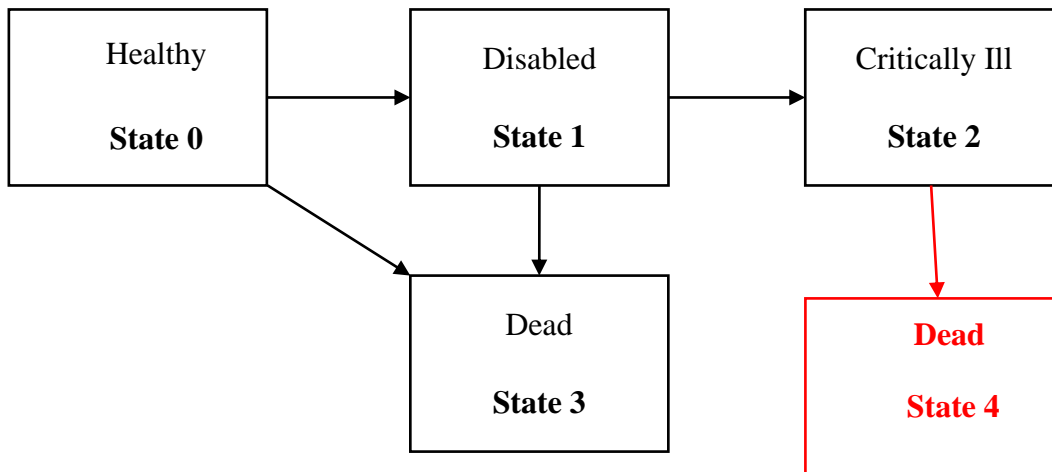 Healthy
State 0
Disabled
State 1
Critically Ill
State 2
Dead
State 3
Dead
State 4